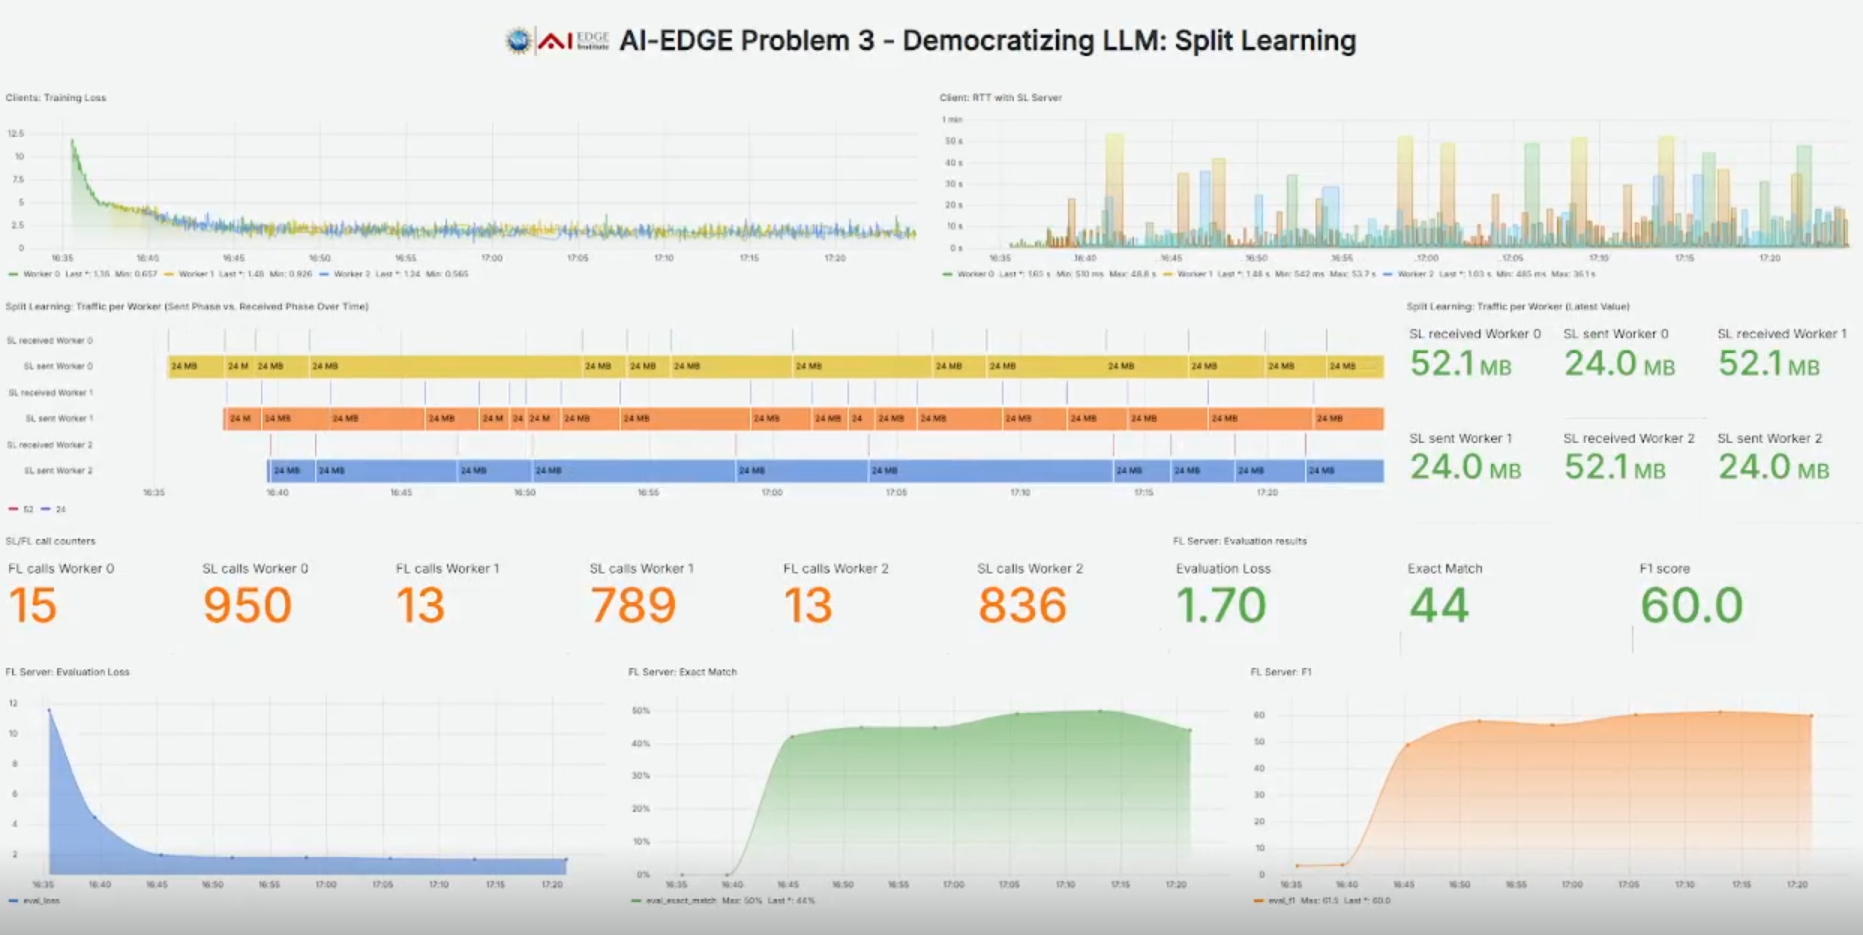 AI EDGE Institute AI-EDGE Problem 3 - Democratizing LLM: Split Learning
Clients: Training Loss
12.5
10
7.5
5
2.5
0
16:35 16:40 16:45 16:50 16:55 17:00 17:05 17:10 17:15 17:20
Worker 0 Last *: 1.16 Min: 0.657 Worker 1 Last *: 1.48 Min: 0.926 Worker 2 Last *: 1.24 Min: 0.565
Client: RTT with SL Server
1 min
50 s
40 s
30 s
20 s
10 s
0 s
16:35 16:40 16:45 16:50 16:55 17:00 17:05 17:10 17:15 17:20
Worker 0 Last *: 1.65 s Min: 510 ms Max: 48.8 s Worker 1 Last *: 1.48 s Min: 542 ms Max: 53.7 s Worker 2 Last *: 1.03 s Min: 485 ms Max: 36.1 s
Split Learning: Traffic per Worker (Sent Phase vs. Received Phase Over Time)
SL received Worker 0
SL sent Worker 0 24 MB 24 M 24 MB 24 MB 24 MB 24 MB 24 MB 24 MB 24 MB 24 MB 24 MB 24 MB 24 MB 24 MB
SL received Worker 1
SL sent Worker 1 24 M 24 MB 24 MB 24 MB 24 M 24 24 M 24 MB 24 MB 24 MB 24 MB 24 24 MB 24 MB 24 MB 24 MB 24 MB 24 MB 24 MB
SL received Worker 2
SL sent Worker 2 24 MB 24 MB 24 MB 24 MB 24 MB 24 MB 24 MB 24 MB 24 MB 24 MB
16:35 16:40 16:45 16:50 16:55 17:00 17:05 17:10 17:15 17:20
52 24
Split Learning: Traffic per Worker (Latest Value)
SL received Worker 0 SL sent Worker 0 SL received Worker 1
52.1 MB 24.0 MB 52.1 MB
SL sent Worker 1 SL received Worker 2 SL sent Worker 2
24.0 MB 52.1 MB 24.0 MB
SL/FL call counters
FL calls Worker 0 SL calls Worker 0 FL calls Worker 1 SL calls Worker 1 FL calls Worker 2 SL calls Worker 2
15 950 13 789 13 836
FL Server: Evaluation results
Evaluation Loss Exact Match F1 score
1.70 44 60.0
FL Server: Evaluation Loss
12
10
8
6
4
2
16:35 16:40 16:45 16:50 16:55 17:00 17:05 17:10 17:15 17:20
eval_loss
FL Server: Exact Match
50%
40%
30%
20%
10%
0%
16:35 16:40 16:45 16:50 16:55 17:00 17:05 17:10 17:15 17:20
eval_exact_match Max: 50% Last *: 44%
FL Server: F1
60
50
40
30
20
10
0
16:35 16:40 16:45 16:50 16:55 17:00 17:05 17:10 17:15 17:20
eval_f1 Max: 61.5 Last *: 60.0